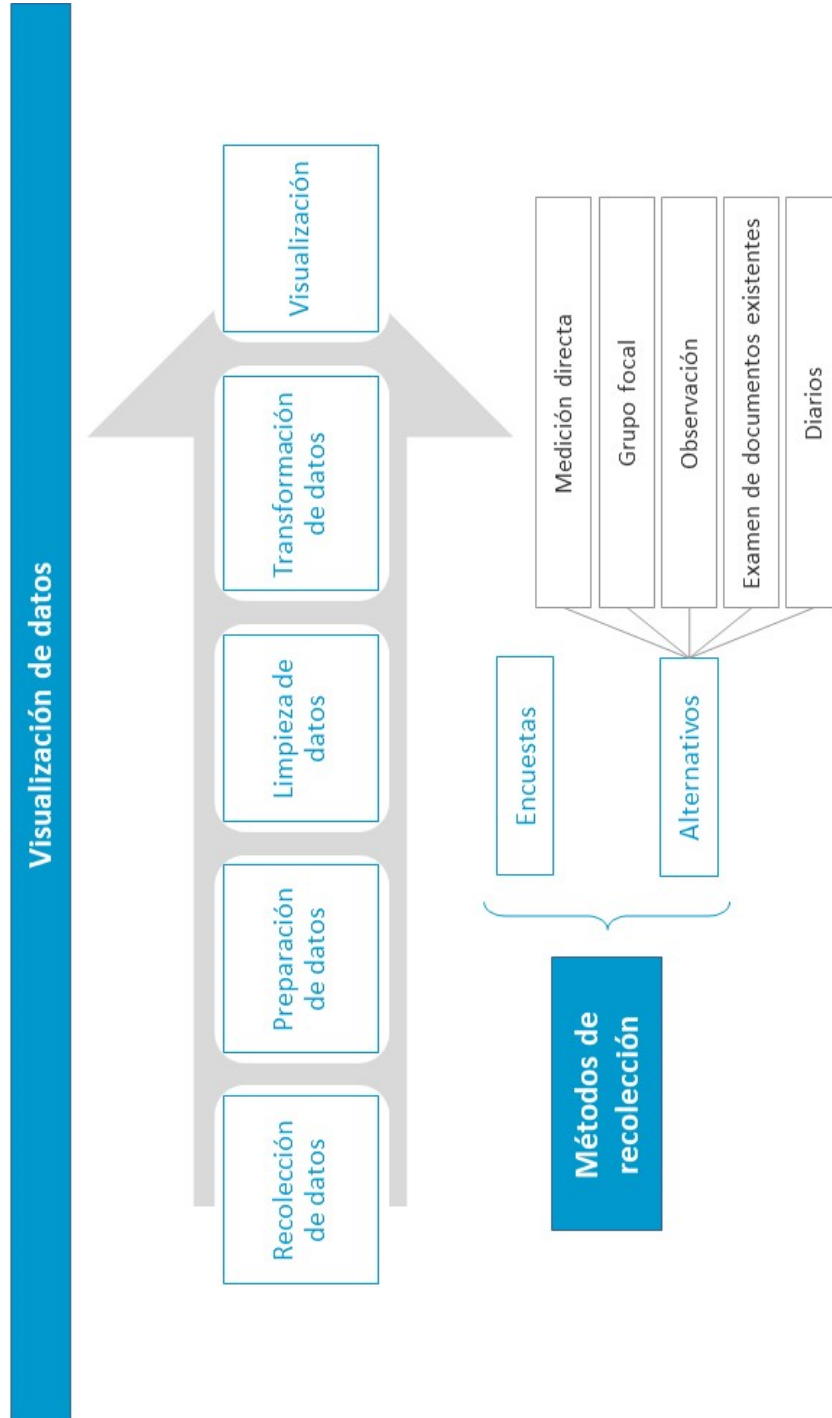 Visualización de datos
Recolección
de datos
Preparación
de datos
Limpieza de
datos
Transformación
de datos
Visualización
Métodos de
recolección
Encuestas
Alternativos
Medición directa
Grupo focal
Observación
Examen de documentos existentes
Diarios